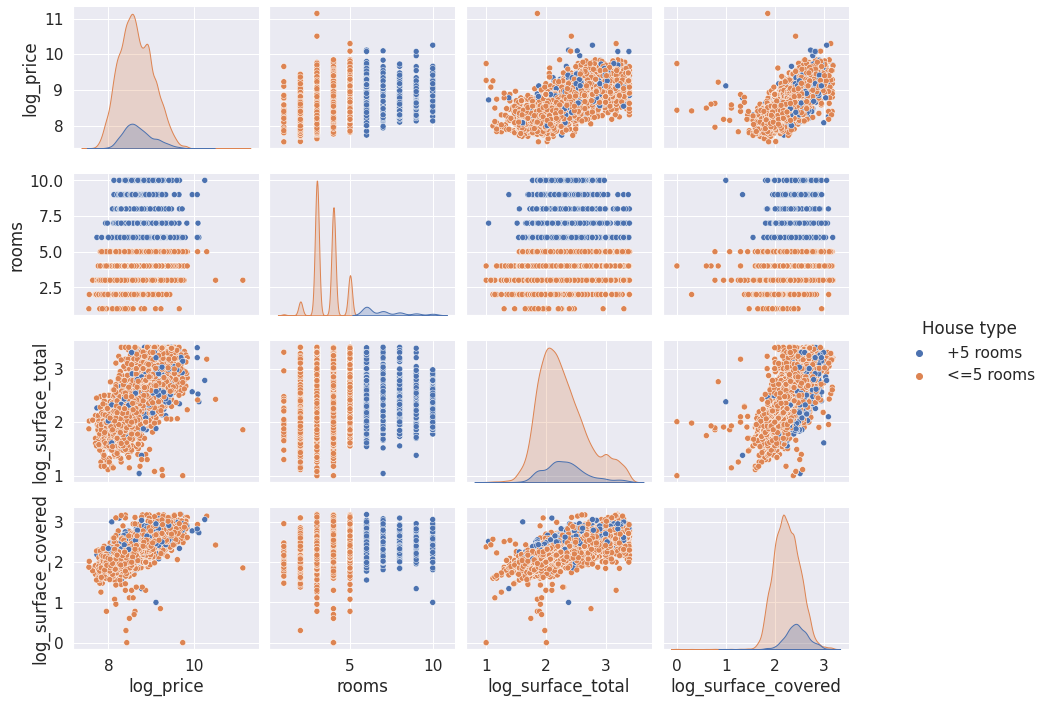 11
10
9
8
log_price
10.0
7.5
5.0
2.5
rooms
House type
+5 rooms
<=5 rooms
3
2
1
log_surface_total
3
2
1
0
log_surface_covered
8 10
5 10
1 2 3
0 1 2 3
log_price rooms log_surface_total log_surface_covered